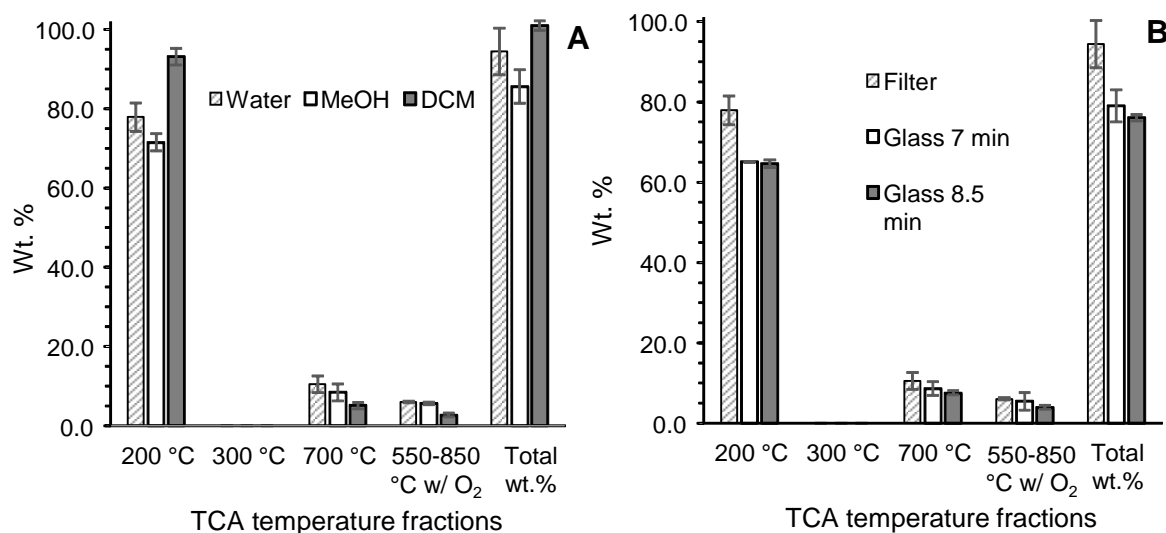 A
100.0
80.0
60.0
40.0
20.0
0.0
Wt. %
Water MeOH DCM
200 °C 300 °C 700 °C 550-850 °C w/ O₂ Total wt.%
TCA temperature fractions
B
100.0
80.0
60.0
40.0
20.0
0.0
Wt. %
Filter
Glass 7 min
Glass 8.5
min
200 °C 300 °C 700 °C 550-850 °C w/ O₂ Total wt.%
TCA temperature fractions